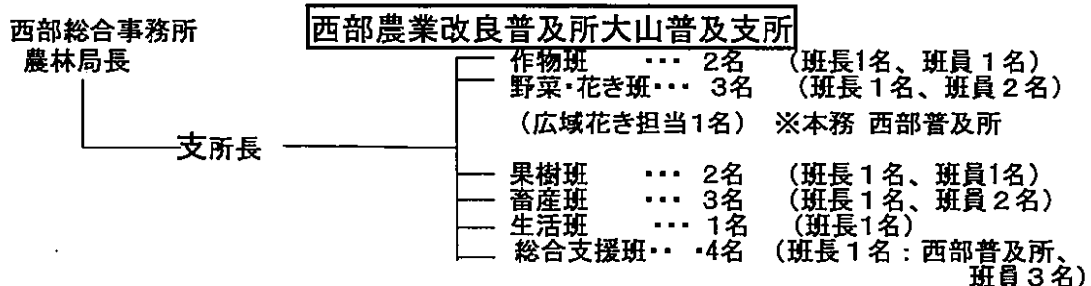 西部農業改良普及所大山普及支所
西部総合事務所
農林局長
支所長
作物班 ・・・ 2名 (班長1名、班員1名)
野菜・花き班・・・ 3名 (班長1名、班員2名)
(広域花き担当1名) ※本務 西部普及所
果樹班 ・・・ 2名 (班長1名、班員1名)
畜産班 ・・・ 3名 (班長1名、班員2名)
生活班 ・・・ 1名 (班長1名)
総合支援班・・ ・4名 (班長1名:西部普及所、
班員3名)